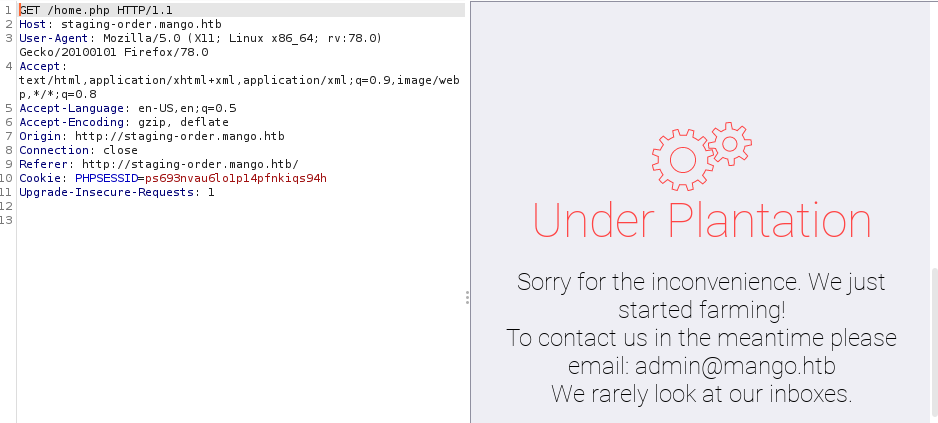 1 GET /home.php HTTP/1.1
2 Host: staging-order.mango.htb
3 User-Agent: Mozilla/5.0 (X11; Linux x86_64; rv:78.0)
Gecko/20100101 Firefox/78.0
4 Accept:
text/html,application/xhtml+xml,application/xml;q=0.9,image/web
p,*/*;q=0.8
5 Accept-Language: en-US,en;q=0.5
6 Accept-Encoding: gzip, deflate
7 Origin: http://staging-order.mango.htb
8 Connection: close
9 Referer: http://staging-order.mango.htb/
10 Cookie: PHPSESSID=ps693nvau6lo1p14pfnkiqs94h
11 Upgrade-Insecure-Requests: 1
12
13
Under Plantation
Sorry for the inconvenience. We just
started farming!
To contact us in the meantime please
email: admin@mango.htb
We rarely look at our inboxes.